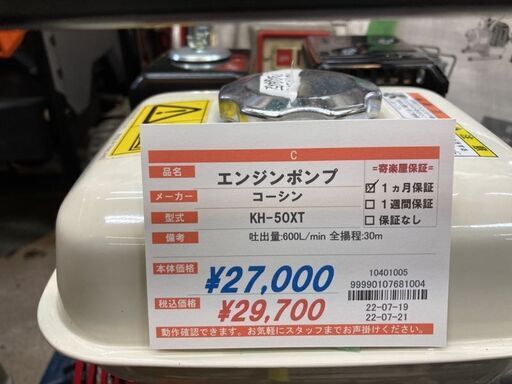 C
品名 エンジンポンプ
メーカー コーシン
型式 KH-50XT
備考 吐出量:600L/min 全揚程:30m
=寄楽屋保証=
☑ 1ヵ月保証
□ 1週間保証
□ 保証なし
本体価格 ¥27,000
税込価格 ¥29,700
10401005
99990107681004
22-07-19
22-07-21
動作確認できます。お気軽にスタッフまでお声掛けください。